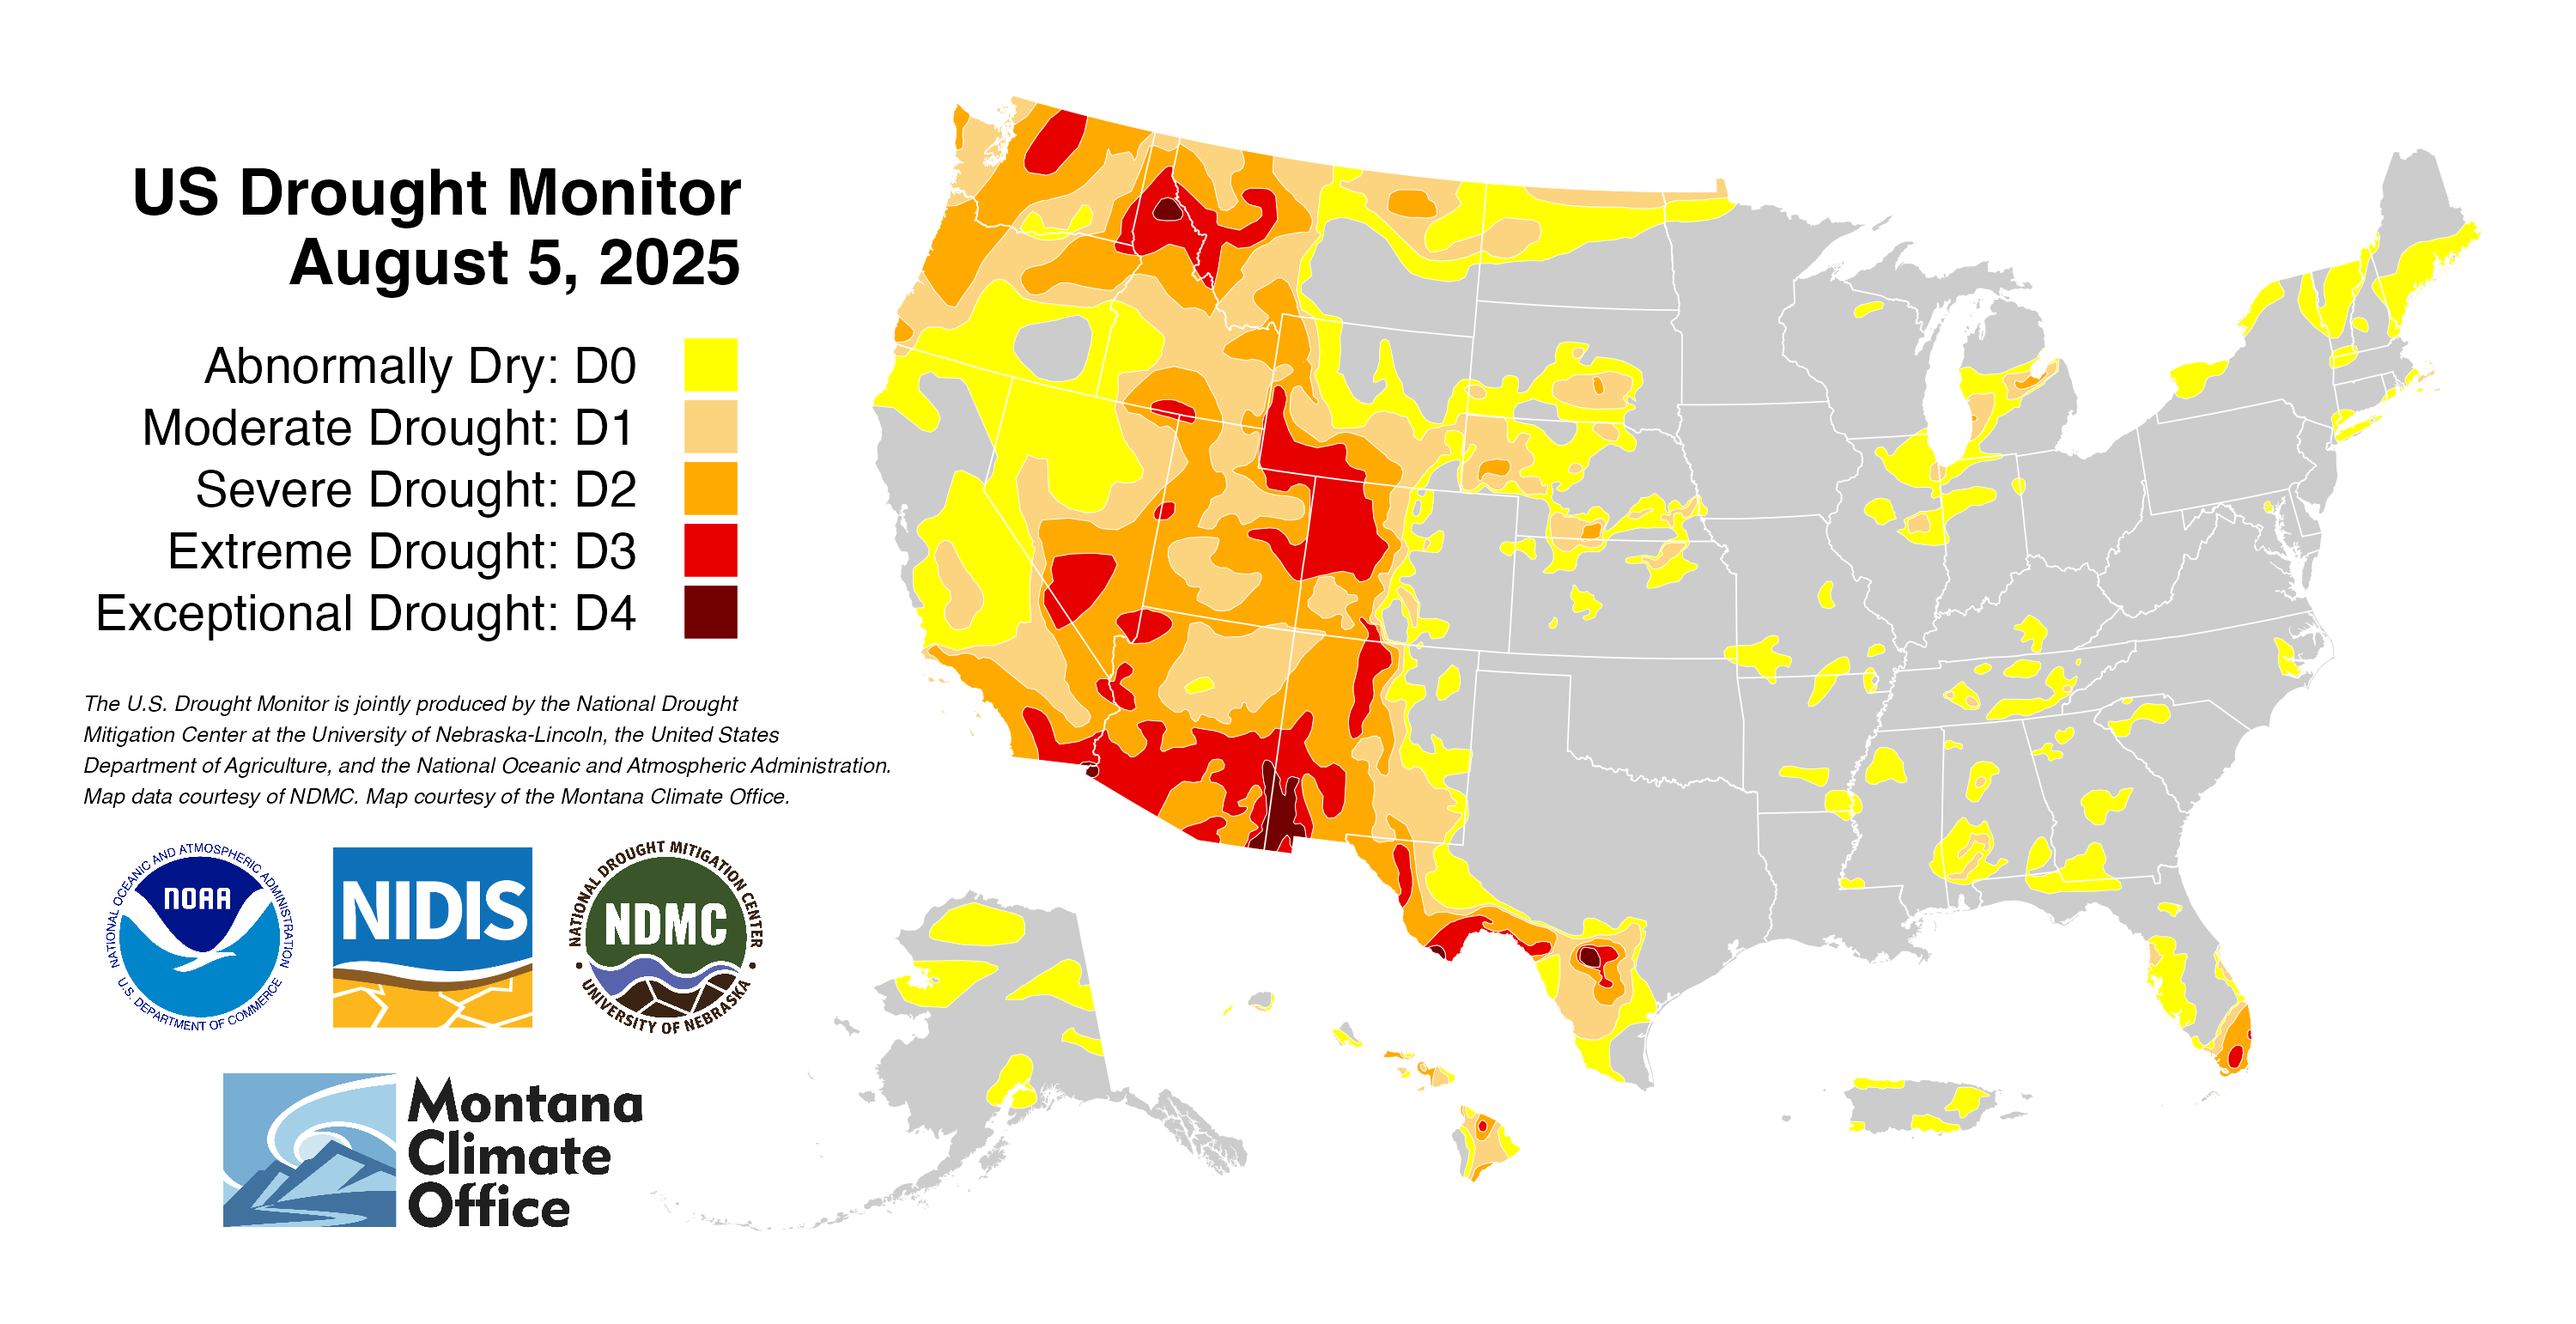 US Drought Monitor
August 5, 2025
Abnormally Dry: D0
Moderate Drought: D1
Severe Drought: D2
Extreme Drought: D3
Exceptional Drought: D4
The U.S. Drought Monitor is jointly produced by the National Drought
Mitigation Center at the University of Nebraska-Lincoln, the United States
Department of Agriculture, and the National Oceanic and Atmospheric Administration.
Map data courtesy of NDMC. Map courtesy of the Montana Climate Office.
NATIONAL OCEANIC AND ATMOSPHERIC ADMINISTRATION
NOAA
U.S. DEPARTMENT OF COMMERCE
NIDIS
NATIONAL DROUGHT MITIGATION CENTER
NDMC
UNIVERSITY OF NEBRASKA
Montana
Climate
Office